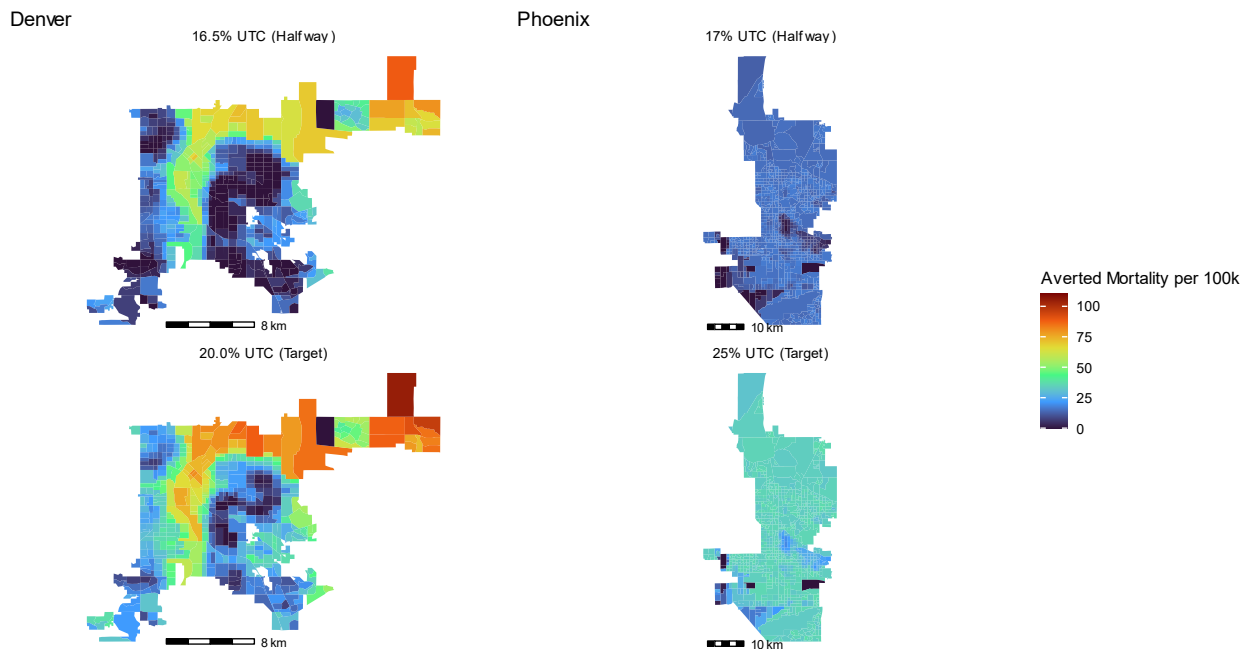 Denver
Phoenix
16.5% UTC (Halfway)
17% UTC (Halfway)
8 km
10 km
Averted Mortality per 100k
100
75
50
25
0
20.0% UTC (Target)
25% UTC (Target)
8 km
10 km